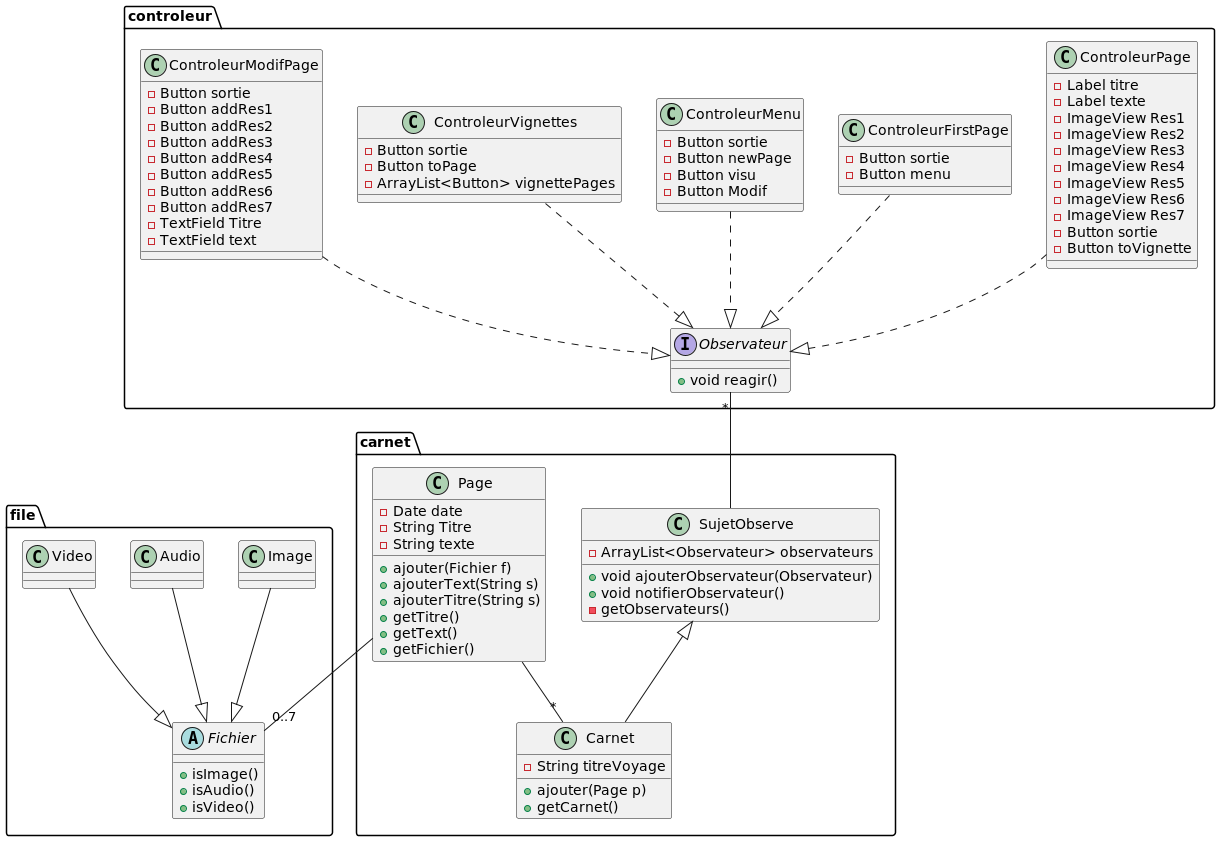 controleur
C ControleurModifPage
Button sortie
Button addRes1
Button addRes2
Button addRes3
Button addRes4
Button addRes5
Button addRes6
Button addRes7
TextField Titre
TextField text
C ControleurVignettes
Button sortie
Button toPage
ArrayList<Button> vignettePages
C ControleurMenu
Button sortie
Button newPage
Button visu
Button Modif
C ControleurFirstPage
Button sortie
Button menu
C ControleurPage
Label titre
Label texte
ImageView Res1
ImageView Res2
ImageView Res3
ImageView Res4
ImageView Res5
ImageView Res6
ImageView Res7
Button sortie
Button toVignette
I Observateur
void reagir()
*
carnet
C Page
Date date
String Titre
String texte
ajouter(Fichier f)
ajouterText(String s)
ajouterTitre(String s)
getTitre()
getText()
getFichier()
C SujetObserve
ArrayList<Observateur> observateurs
void ajouterObservateur(Observateur)
void notifierObservateur()
getObservateurs()
*
C Carnet
String titreVoyage
ajouter(Page p)
getCarnet()
file
C Video
C Audio
C Image
0..7
A Fichier
isImage()
isAudio()
isVideo()